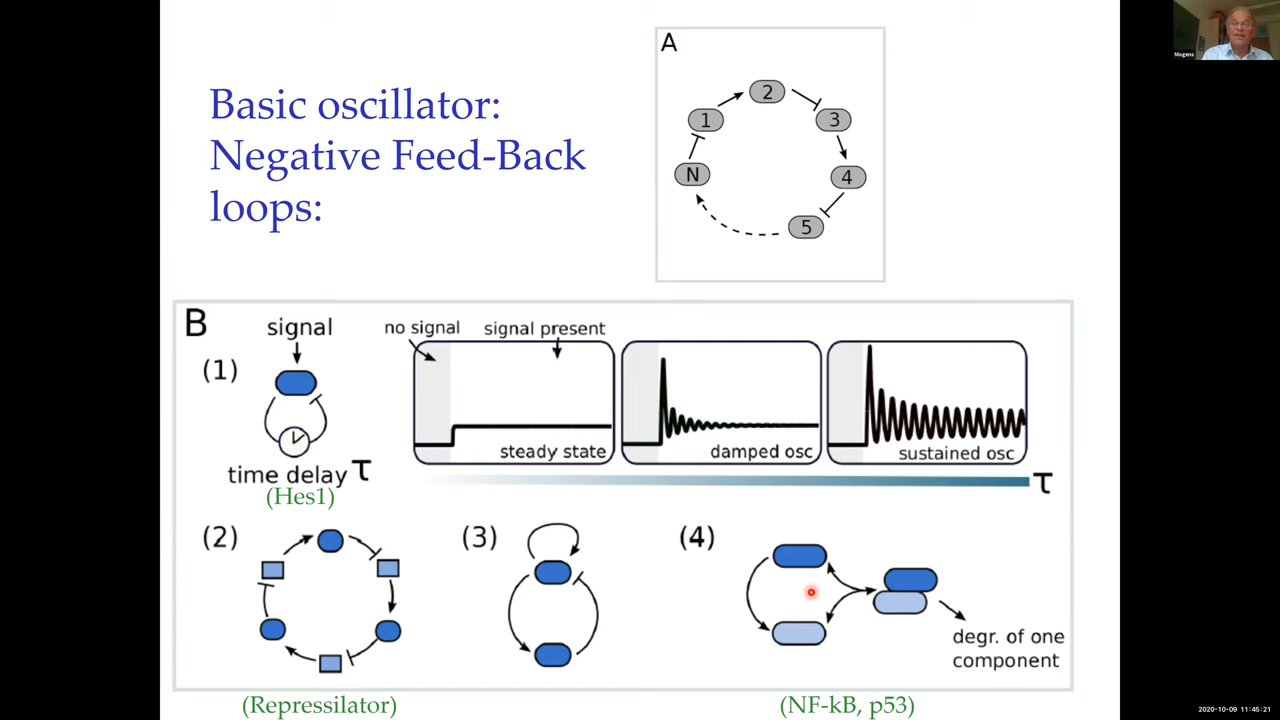 Basic oscillator:
Negative Feed-Back
loops:
A
1
2
3
4
5
N
Mogens
B
(1)
signal
time delay τ
(Hes1)
no signal
signal present
steady state
damped osc
sustained osc
τ
(2)
(3)
(4)
degr. of one
component
(Repressilator)
(NF-kB, p53)
2020-10-09 11:45:21